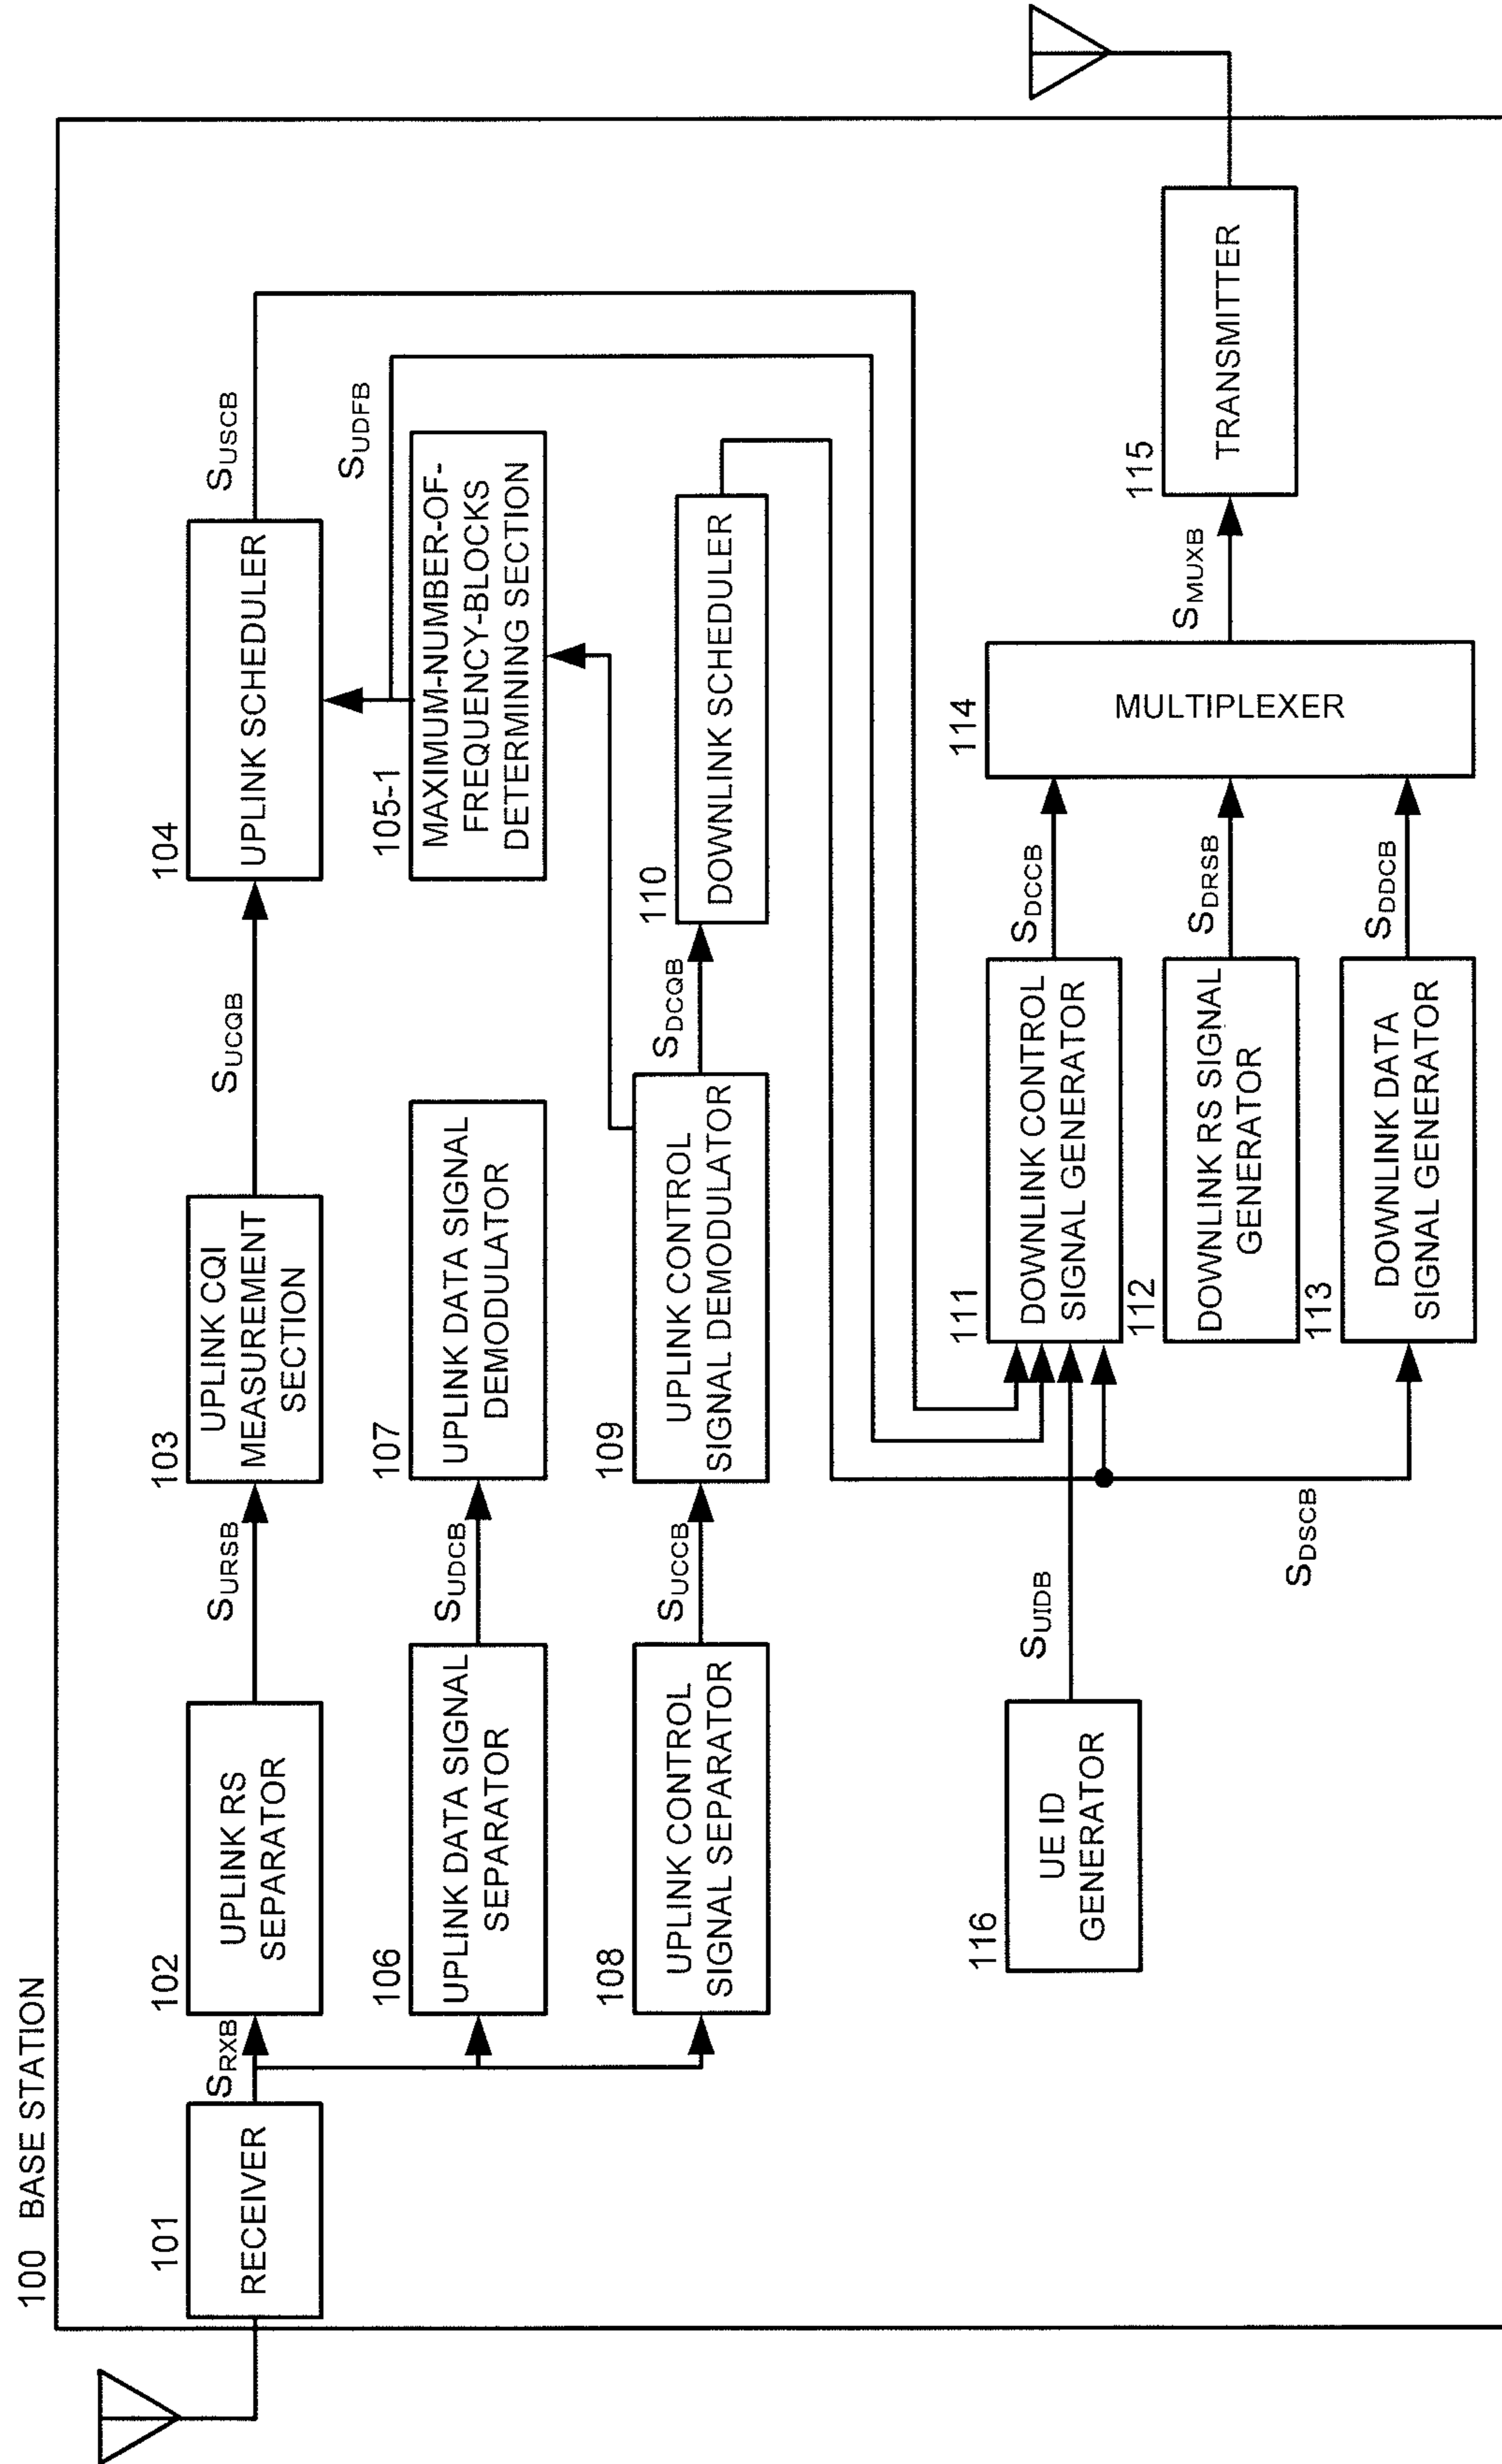 100 BASE STATION
101
RECEIVER
SRXB
102
UPLINK RS
SEPARATOR
SURSB
103
UPLINK CQI
MEASUREMENT
SECTION
SUCQB
104
UPLINK SCHEDULER
SUSCB
105-1
MAXIMUM-NUMBER-OF-
FREQUENCY-BLOCKS
DETERMINING SECTION
SUDFB
106
UPLINK DATA SIGNAL
SEPARATOR
SUDCB
107
UPLINK DATA SIGNAL
DEMODULATOR
108
UPLINK CONTROL
SIGNAL SEPARATOR
SUCCB
109
UPLINK CONTROL
SIGNAL DEMODULATOR
SDCQB
110
DOWNLINK SCHEDULER
116
UE ID
GENERATOR
SUIDB
SDSCB
111
DOWNLINK CONTROL
SIGNAL GENERATOR
SDCCB
112
DOWNLINK RS SIGNAL
GENERATOR
SDRSB
113
DOWNLINK DATA
SIGNAL GENERATOR
SDDCB
114
MULTIPLEXER
SMUXB
115
TRANSMITTER